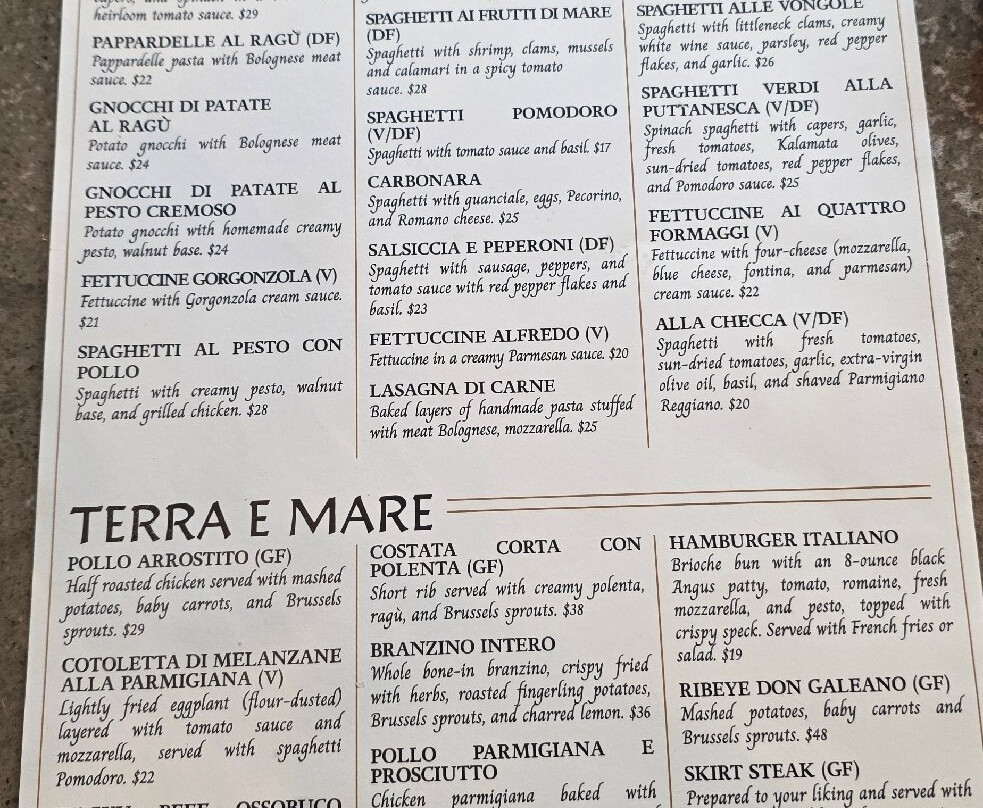 heirloom tomato sauce. $29
PAPPARDELLE AL RAGÙ (DF)
Pappardelle pasta with Bolognese meat
sauce. $22
GNOCCHI DI PATATE
AL RAGÙ
Potato gnocchi with Bolognese meat
sauce. $24
GNOCCHI DI PATATE AL
PESTO CREMOSO
Potato gnocchi with homemade creamy
pesto, walnut base. $24
FETTUCCINE GORGONZOLA (V)
Fettuccine with Gorgonzola cream sauce.
$21
SPAGHETTI AL PESTO CON
POLLO
Spaghetti with creamy pesto, walnut
base, and grilled chicken. $28
SPAGHETTI AI FRUTTI DI MARE
(DF)
Spaghetti with shrimp, clams, mussels
and calamari in a spicy tomato
sauce. $28
SPAGHETTI POMODORO
(V/DF)
Spaghetti with tomato sauce and basil. $17
CARBONARA
Spaghetti with guanciale, eggs, Pecorino,
and Romano cheese. $25
SALSICCIA E PEPERONI (DF)
Spaghetti with sausage, peppers, and
tomato sauce with red pepper flakes and
basil. $23
FETTUCCINE ALFREDO (V)
Fettuccine in a creamy Parmesan sauce. $20
LASAGNA DI CARNE
Baked layers of handmade pasta stuffed
with meat Bolognese, mozzarella. $25
SPAGHETTI ALLE VONGOLE
Spaghetti with littleneck clams, creamy
white wine sauce, parsley, red pepper
flakes, and garlic. $26
SPAGHETTI VERDI ALLA
PUTTANESCA (V/DF)
Spinach spaghetti with capers, garlic,
fresh tomatoes, Kalamata olives,
sun-dried tomatoes, red pepper flakes,
and Pomodoro sauce. $25
FETTUCCINE AI QUATTRO
FORMAGGI (V)
Fettuccine with four-cheese (mozzarella,
blue cheese, fontina, and parmesan)
cream sauce. $22
ALLA CHECCA (V/DF)
Spaghetti with fresh tomatoes,
sun-dried tomatoes, garlic, extra-virgin
olive oil, basil, and shaved Parmigiano
Reggiano. $20
TERRA E MARE
POLLO ARROSTITO (GF)
Half roasted chicken served with mashed
potatoes, baby carrots, and Brussels
sprouts. $29
COTOLETTA DI MELANZANE
ALLA PARMIGIANA (V)
Lightly fried eggplant (flour-dusted)
layered with tomato sauce and
mozzarella, served with spaghetti
Pomodoro. $22
BEEF OSSOBUCO
COSTATA CORTA CON
POLENTA (GF)
Short rib served with creamy polenta,
ragù, and Brussels sprouts. $38
BRANZINO INTERO
Whole bone-in branzino, crispy fried
with herbs, roasted fingerling potatoes,
Brussels sprouts, and charred lemon. $36
POLLO PARMIGIANA E
PROSCIUTTO
Chicken parmigiana baked with
HAMBURGER ITALIANO
Brioche bun with an 8-ounce black
Angus patty, tomato, romaine, fresh
mozzarella, and pesto, topped with
crispy speck. Served with French fries or
salad. $19
RIBEYE DON GALEANO (GF)
Mashed potatoes, baby carrots and
Brussels sprouts. $48
SKIRT STEAK (GF)
Prepared to your liking and served with